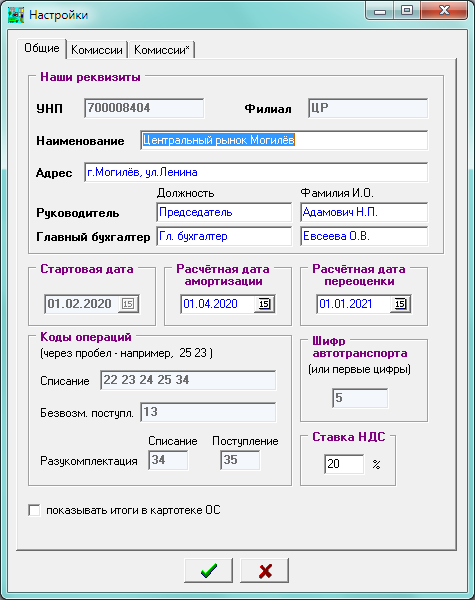 Настройки
Общие Комиссии Комиссии*
Наши реквизиты
УНП 700008404 Филиал ЦР
Наименование Центральный рынок Могилёв
Адрес г.Могилёв, ул.Ленина
Должность Фамилия И.О.
Руководитель Председатель Адамович Н.П.
Главный бухгалтер Гл. бухгалтер Евсеева О.В.
Стартовая дата
01.02.2020 15
Расчётная дата
амортизации
01.04.2020 15
Расчётная дата
переоценки
01.01.2021 15
Коды операций
(через пробел - например, 25 23 )
Списание 22 23 24 25 34
Безвозм. поступл. 13
Списание Поступление
Разукомплектация 34 35
Шифр
автотранспорта
(или первые цифры)
5
Ставка НДС
20 %
показывать итоги в картотеке ОС